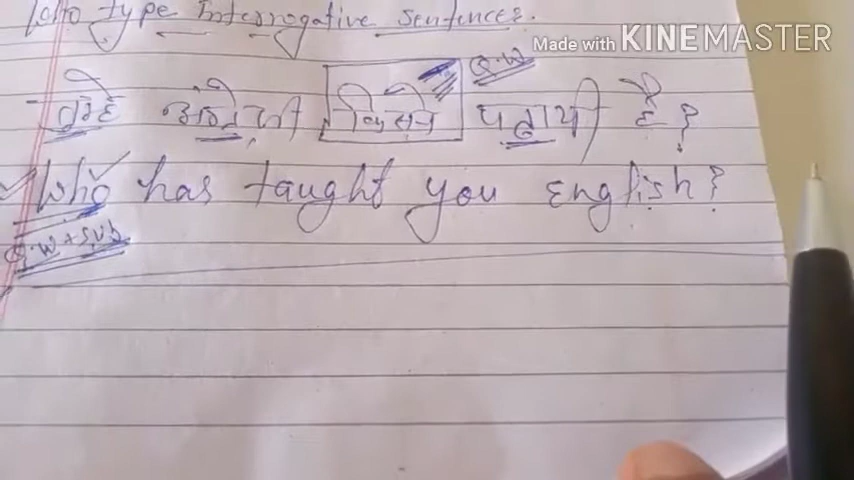 Who type Interrogative Sentences.
Made with KINEMASTER
Q.W
तुम्हें अंग्रेजी किसने पढ़ायी है?
Who has taught you English?
Q.W + Sub